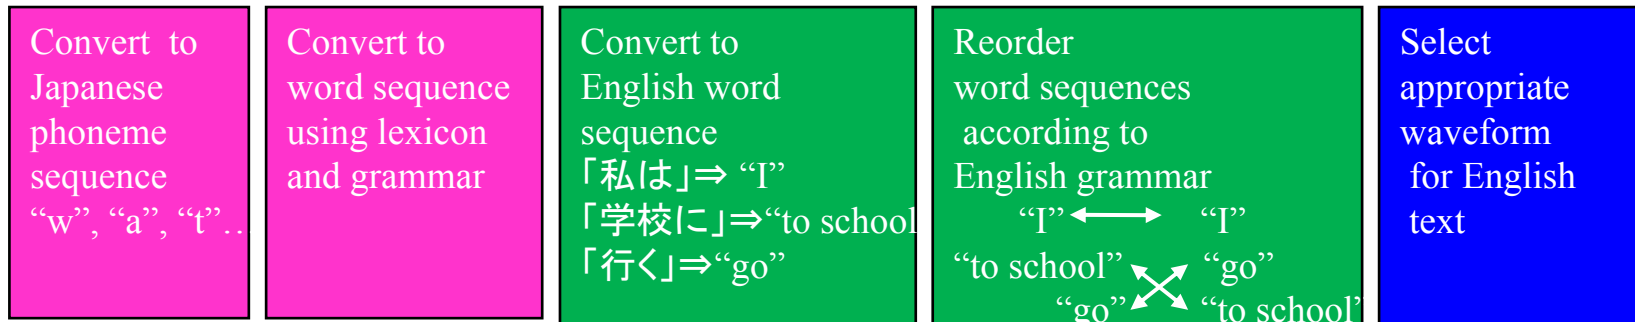 Convert to
Japanese
phoneme
sequence
“w”, “a”, “t”…
Convert to
word sequence
using lexicon
and grammar
Convert to
English word
sequence
「私は」⇒ “I”
「学校に」⇒“to school
「行く」⇒“go”
Reorder
word sequences
according to
English grammar
“I” “I”
“to school” “go”
“go” “to school”
Select
appropriate
waveform
for English
text